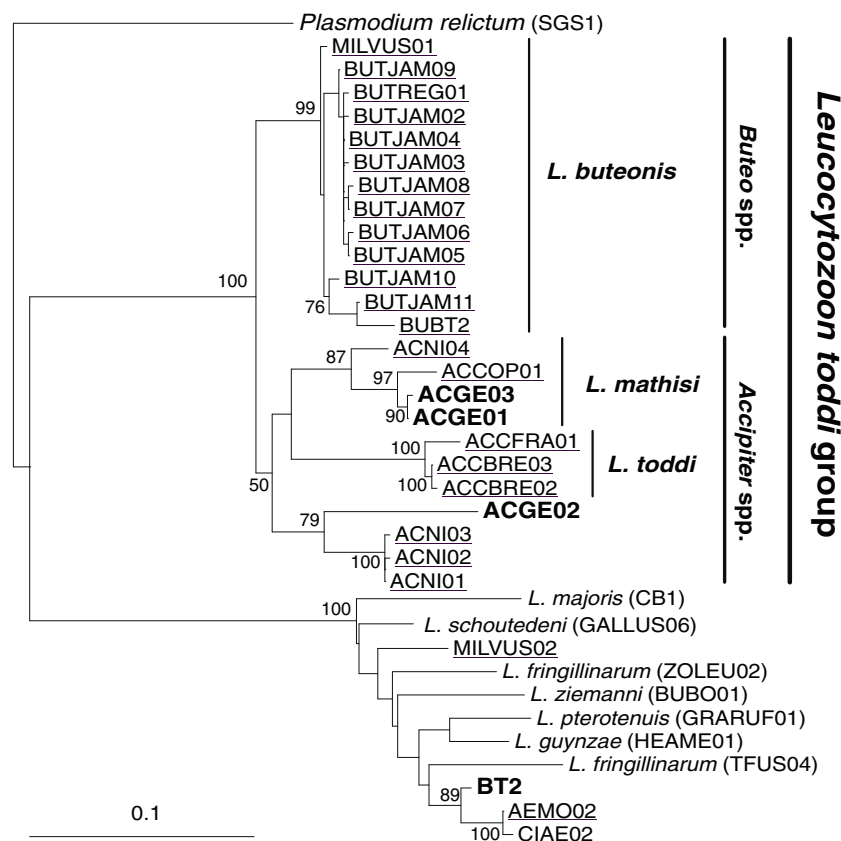 Plasmodium relictum (SGS1)
MILVUS01
BUTJAM09
99
BUTREG01
BUTJAM02
BUTJAM04
BUTJAM03
BUTJAM08
BUTJAM07
BUTJAM06
BUTJAM05
BUTJAM10
100
BUTJAM11
76
BUBT2
L. buteonis
Buteo spp.
Leucocytozoon toddi group
ACNI04
87
ACCOP01
97
ACGE03
90
ACGE01
L. mathisi
Accipiter spp.
ACCFRA01
100
ACCBRE03
100
ACCBRE02
L. toddi
50
ACGE02
79
ACNI03
ACNI02
100
ACNI01
L. majoris (CB1)
100
L. schoutedeni (GALLUS06)
MILVUS02
L. fringillinarum (ZOLEU02)
L. ziemanni (BUBO01)
L. pterotenuis (GRARUF01)
L. guynzae (HEAME01)
L. fringillinarum (TFUS04)
BT2
89
AEMO02
100
CIAE02
0.1